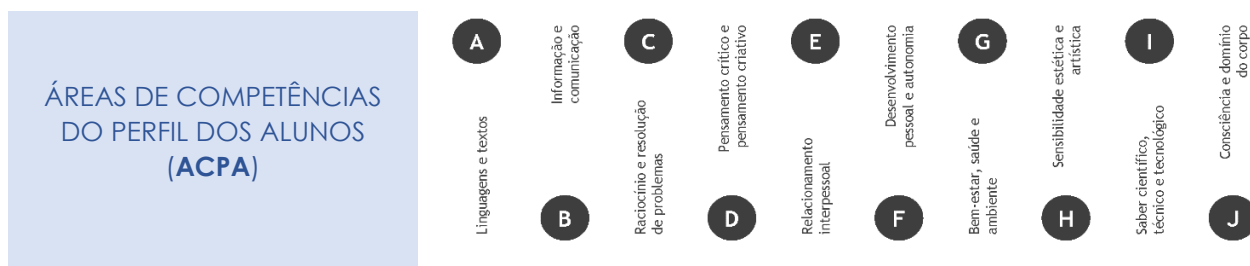 ÁREAS DE COMPETÊNCIAS
DO PERFIL DOS ALUNOS
(ACPA)
A
Linguagens e textos
Informação e
comunicação
B
C
Raciocínio e resolução
de problemas
Pensamento crítico e
pensamento criativo
D
E
Relacionamento
interpessoal
Desenvolvimento
pessoal e autonomia
F
G
Bem-estar, saúde e
ambiente
Sensibilidade estética e
artística
H
I
Saber científico,
técnico e tecnológico
Consciência e domínio
do corpo
J